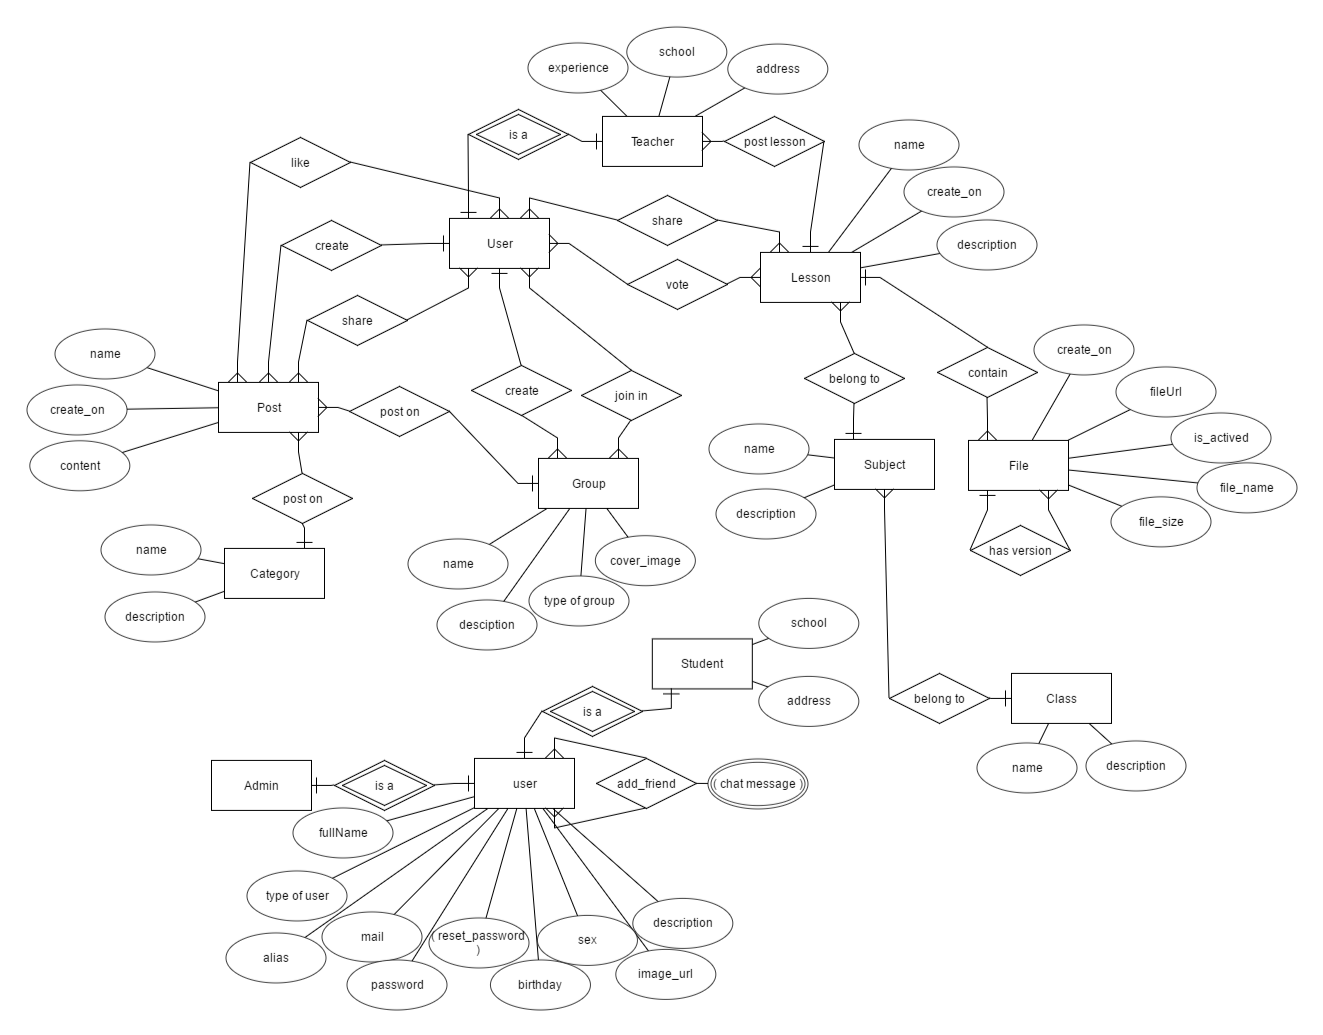 school
experience
address
is a
Teacher
post lesson
name
like
create_on
share
create
User
description
Lesson
vote
share
create_on
name
belong to
contain
create
join in
fileUrl
create_on
Post
post on
is_actived
name
content
Subject
File
Group
file_name
post on
description
file_size
name
has version
cover_image
name
Category
type of group
description
desciption
school
Student
address
belong to
Class
is a
description
name
Admin
is a
user
add_friend
( chat message )
fullName
type of user
description
mail
( reset_password
)
sex
alias
image_url
password
birthday